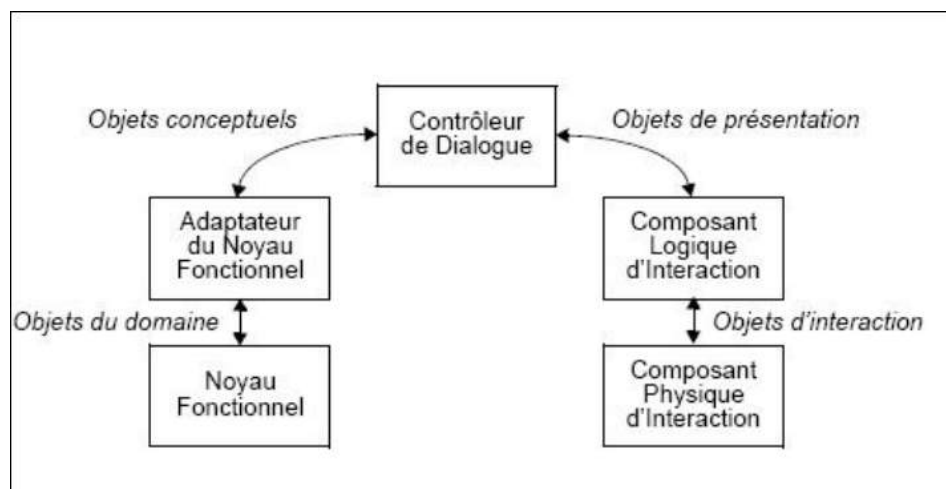 Objets conceptuels
Contrôleur
de Dialogue
Objets de présentation
Adaptateur
du Noyau
Fonctionnel
Composant
Logique
d'Interaction
Objets du domaine
Objets d'interaction
Noyau
Fonctionnel
Composant
Physique
d'Interaction